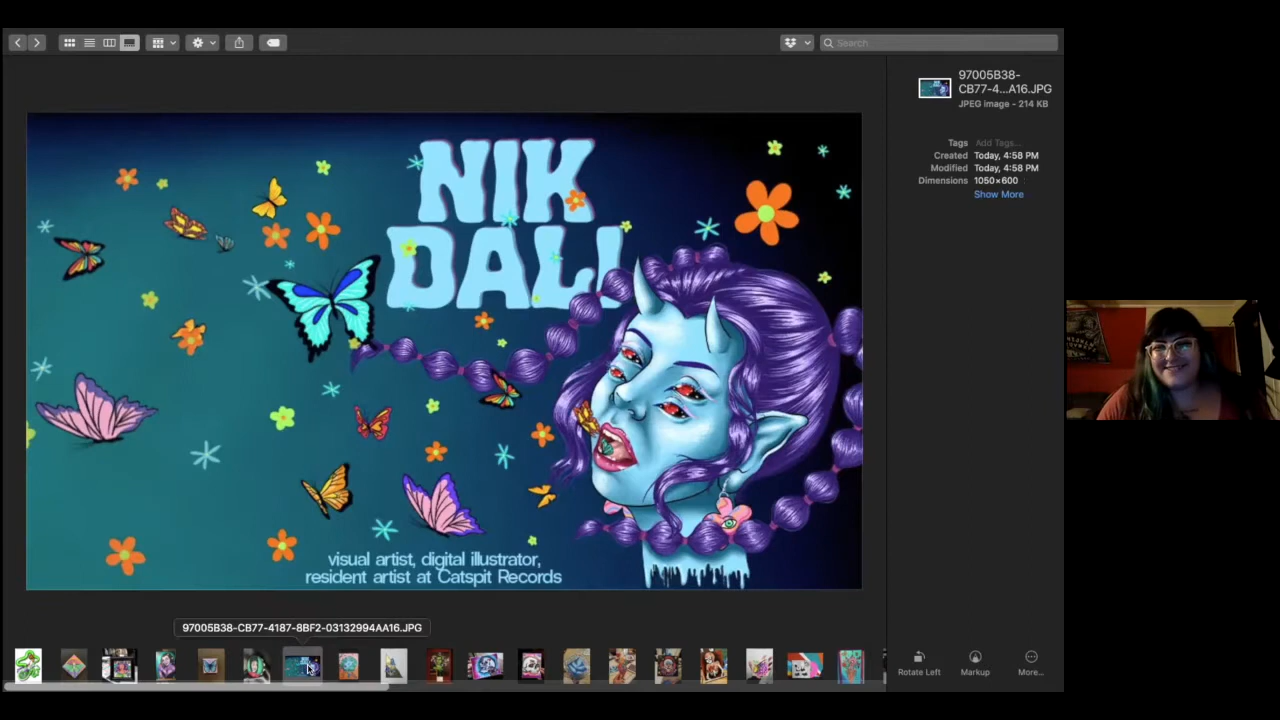 Search
97005B38-
CB77-4...A16.JPG
JPEG image - 214 KB
Tags Add Tags...
Created Today, 4:58 PM
Modified Today, 4:58 PM
Dimensions 1050×600
Show More
NIK
DALI
visual artist, digital illustrator,
resident artist at Catspit Records
97005B38-CB77-4187-8BF2-03132994AA16.JPG
Rotate Left
Markup
More...